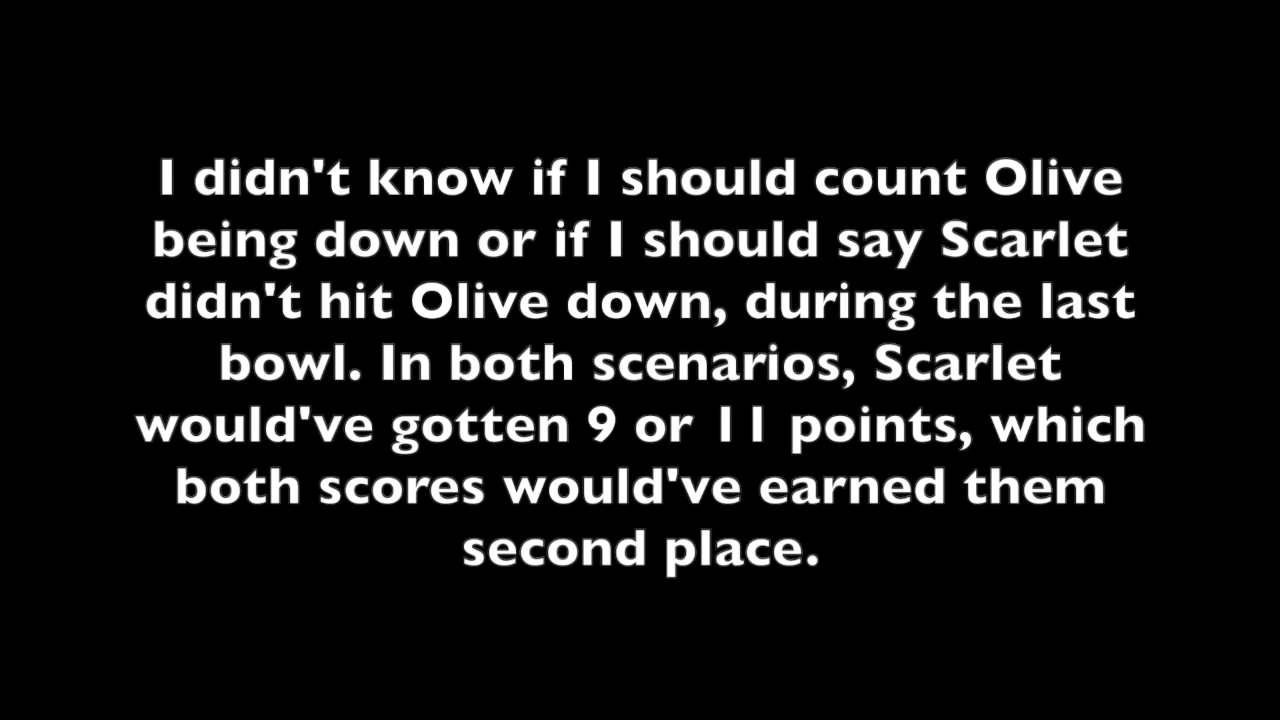 I didn't know if I should count Olive
being down or if I should say Scarlet
didn't hit Olive down, during the last
bowl. In both scenarios, Scarlet
would've gotten 9 or 11 points, which
both scores would've earned them
second place.